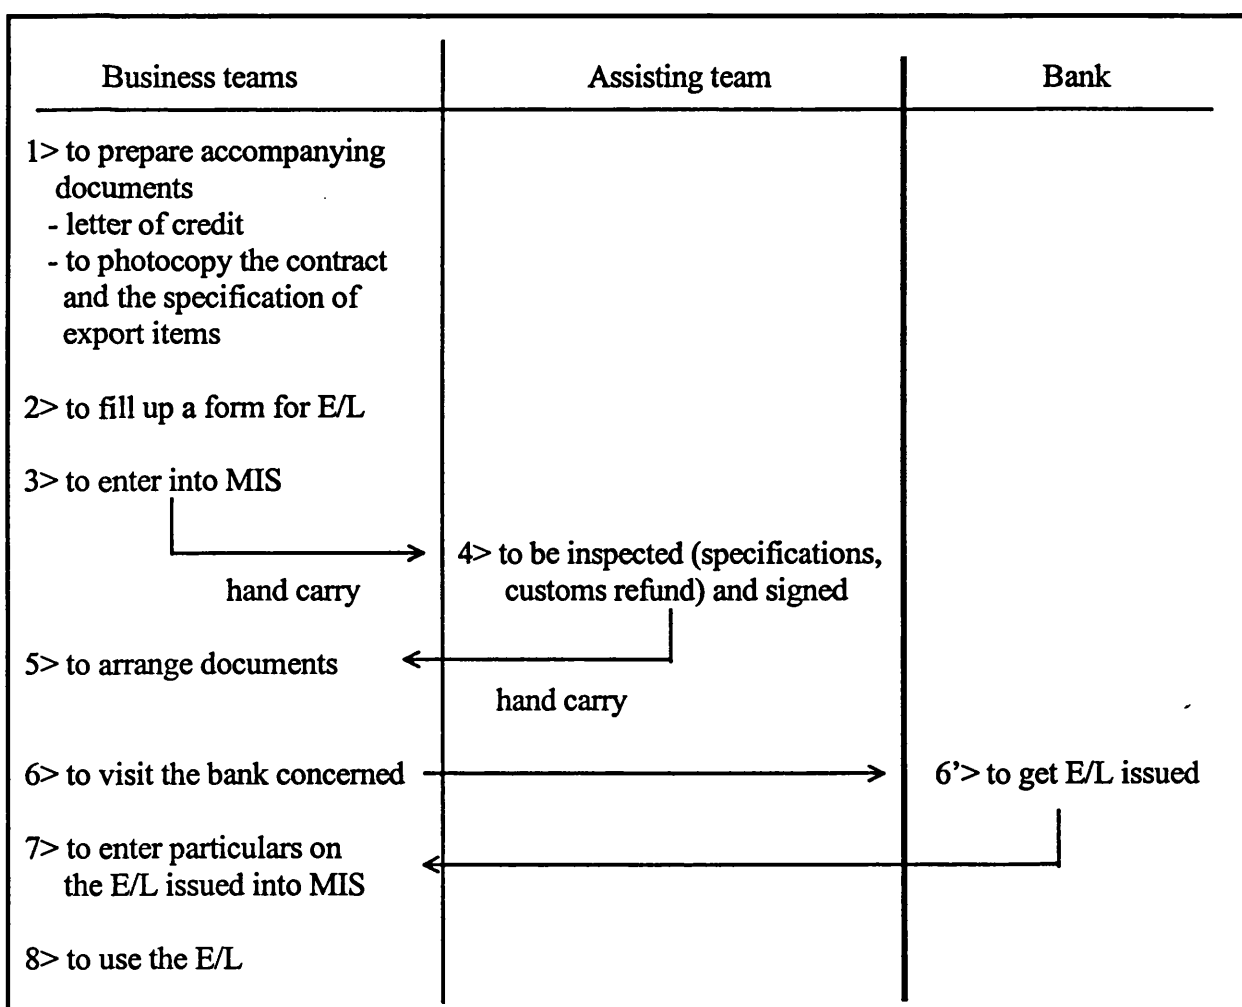 Business teams
Assisting team
Bank
1> to prepare accompanying
documents
- letter of credit
- to photocopy the contract
and the specification of
export items
2> to fill up a form for E/L
3> to enter into MIS
hand carry
4> to be inspected (specifications,
customs refund) and signed
5> to arrange documents
hand carry
6> to visit the bank concerned
6'> to get E/L issued
7> to enter particulars on
the E/L issued into MIS
8> to use the E/L